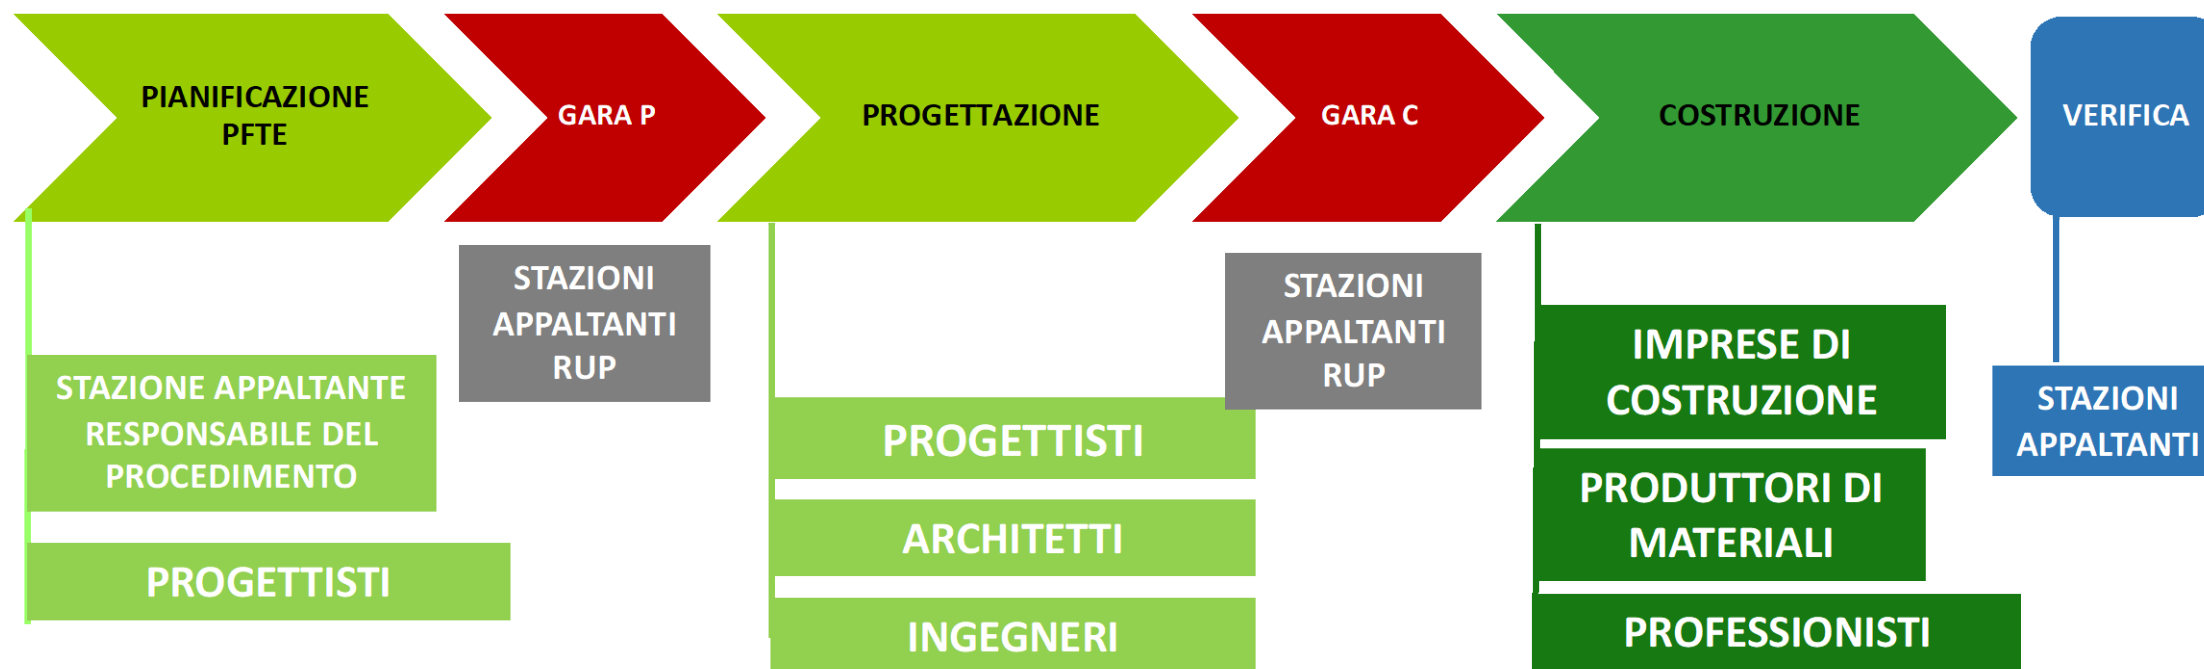 PIANIFICAZIONE
PFTE
GARA P
PROGETTAZIONE
GARA C
COSTRUZIONE
VERIFICA
STAZIONE APPALTANTE
RESPONSABILE DEL
PROCEDIMENTO
PROGETTISTI
STAZIONI
APPALTANTI
RUP
PROGETTISTI
ARCHITETTI
INGEGNERI
STAZIONI
APPALTANTI
RUP
IMPRESE DI
COSTRUZIONE
PRODUTTORI DI
MATERIALI
PROFESSIONISTI
STAZIONI
APPALTANTI